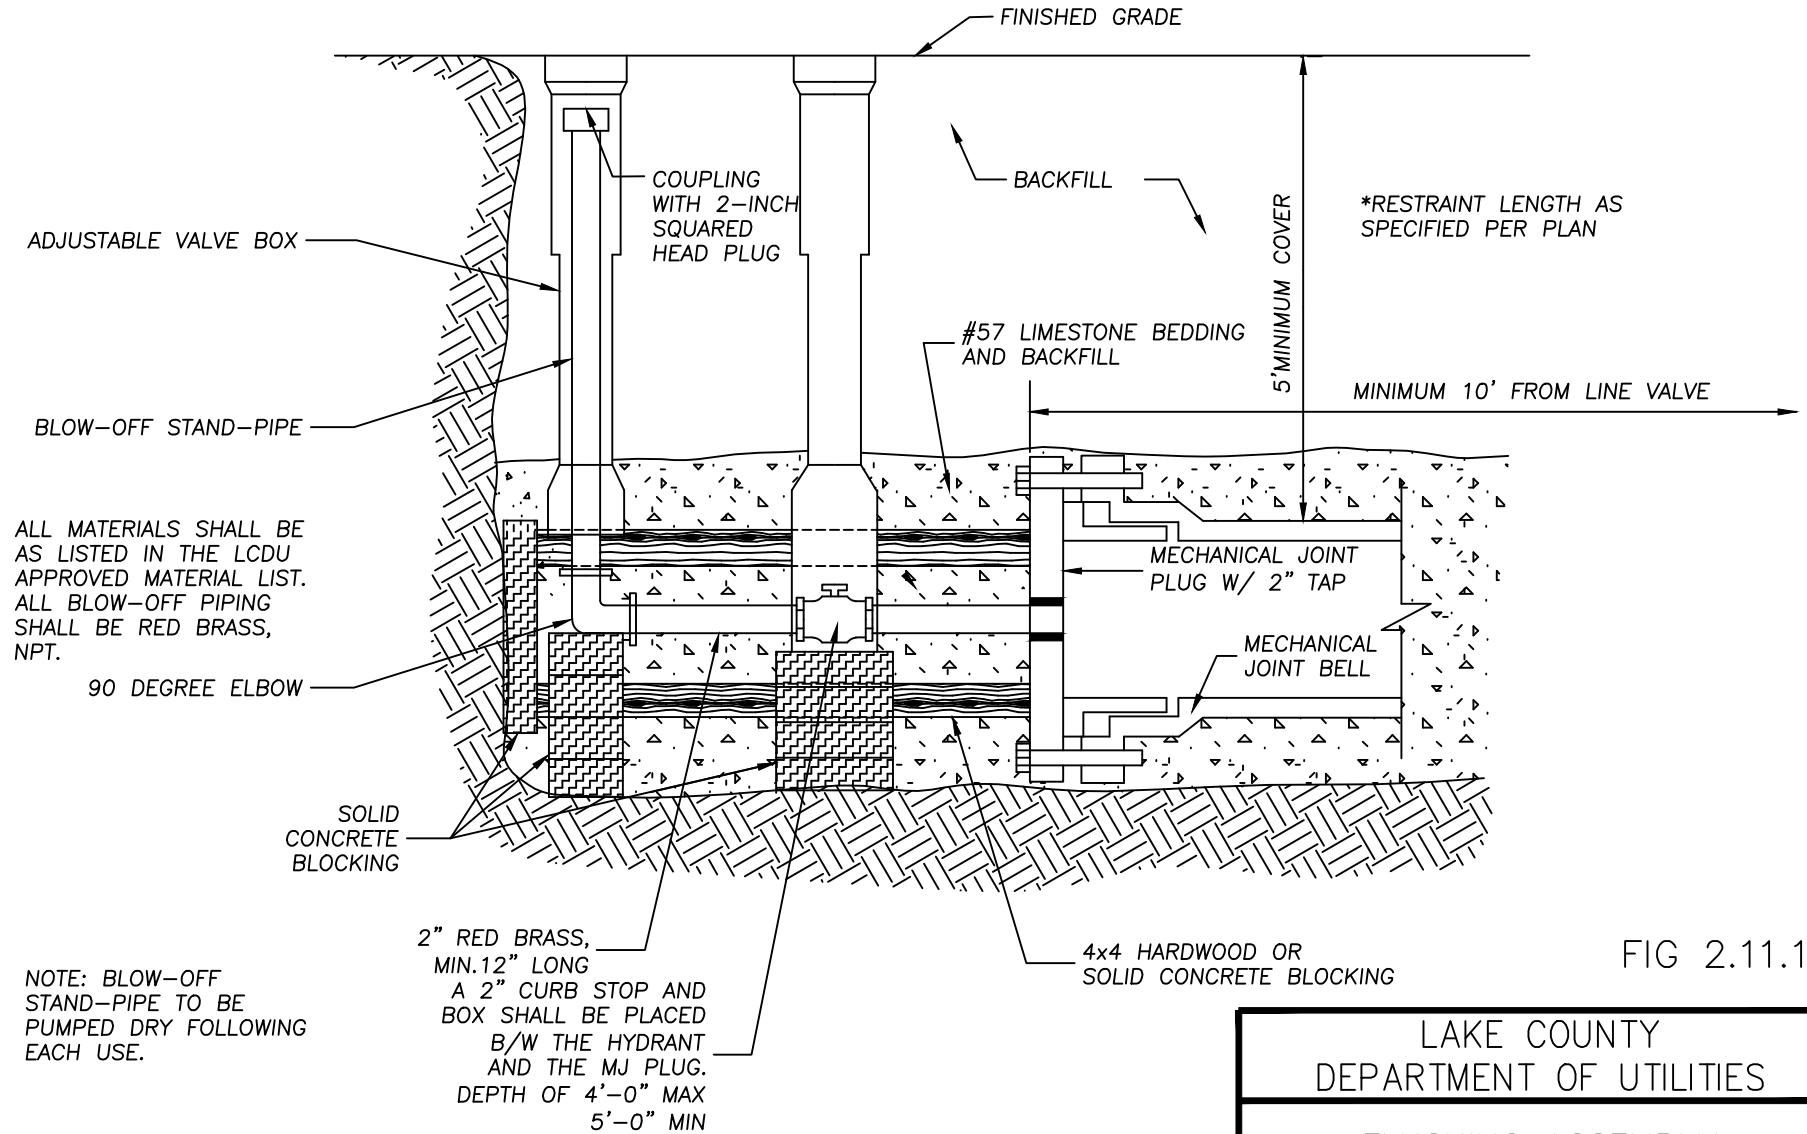 FINISHED GRADE
COUPLING
WITH 2-INCH
SQUARED
HEAD PLUG
BACKFILL
*RESTRAINT LENGTH AS
SPECIFIED PER PLAN
ADJUSTABLE VALVE BOX
5'MINIMUM COVER
#57 LIMESTONE BEDDING
AND BACKFILL
MINIMUM 10' FROM LINE VALVE
BLOW-OFF STAND-PIPE
ALL MATERIALS SHALL BE
AS LISTED IN THE LCDU
APPROVED MATERIAL LIST.
ALL BLOW-OFF PIPING
SHALL BE RED BRASS,
NPT.
MECHANICAL JOINT
PLUG W/ 2" TAP
MECHANICAL
JOINT BELL
90 DEGREE ELBOW
SOLID
CONCRETE
BLOCKING
2" RED BRASS,
MIN.12" LONG
A 2" CURB STOP AND
BOX SHALL BE PLACED
B/W THE HYDRANT
AND THE MJ PLUG.
DEPTH OF 4'-0" MAX
5'-0" MIN
4x4 HARDWOOD OR
SOLID CONCRETE BLOCKING
NOTE: BLOW-OFF
STAND-PIPE TO BE
PUMPED DRY FOLLOWING
EACH USE.
FIG 2.11.1
LAKE COUNTY
DEPARTMENT OF UTILITIES